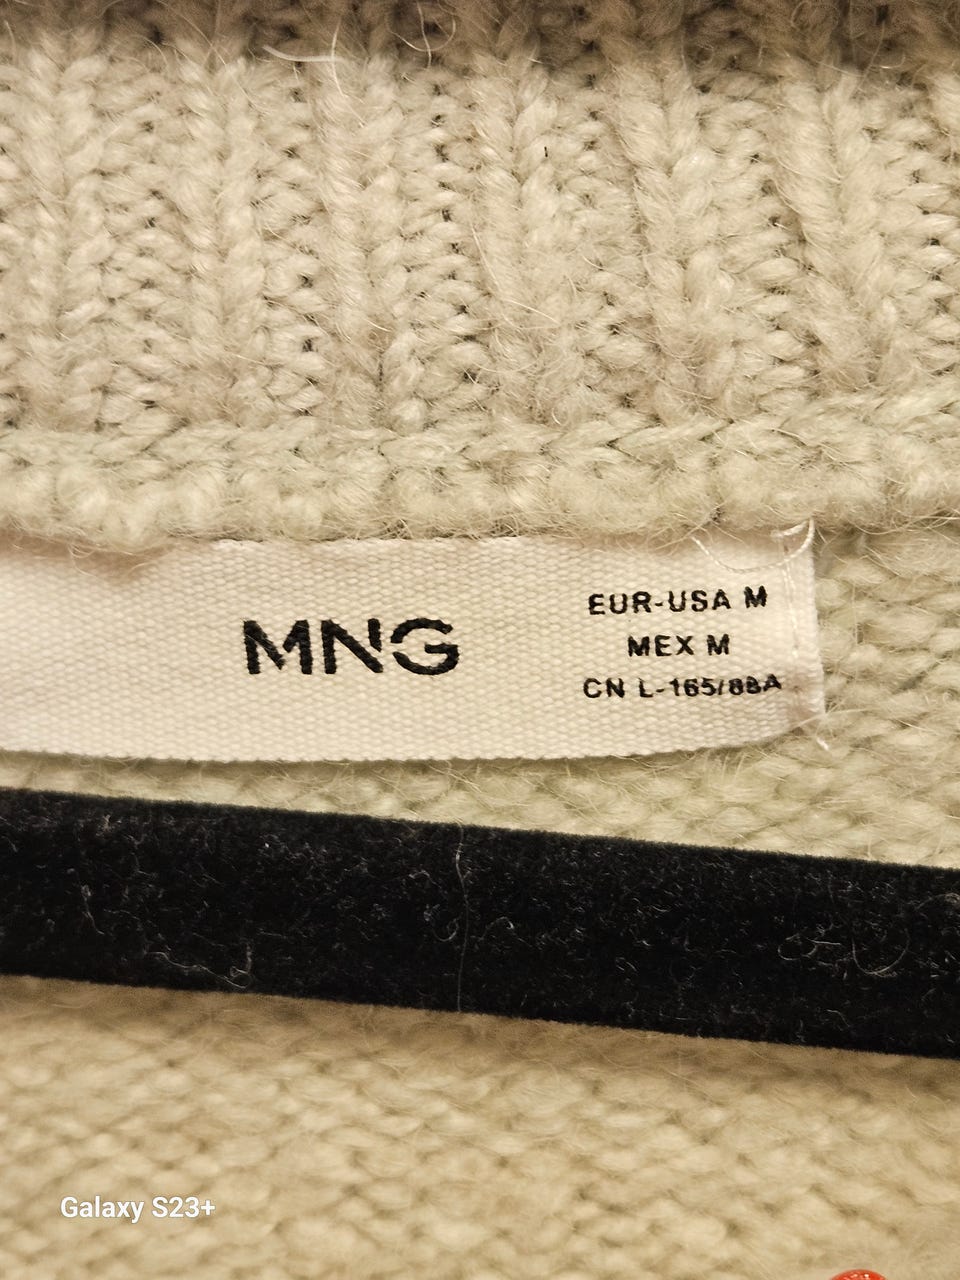 MNG
EUR-USA M
MEX M
CN L-165/88A
Galaxy S23+